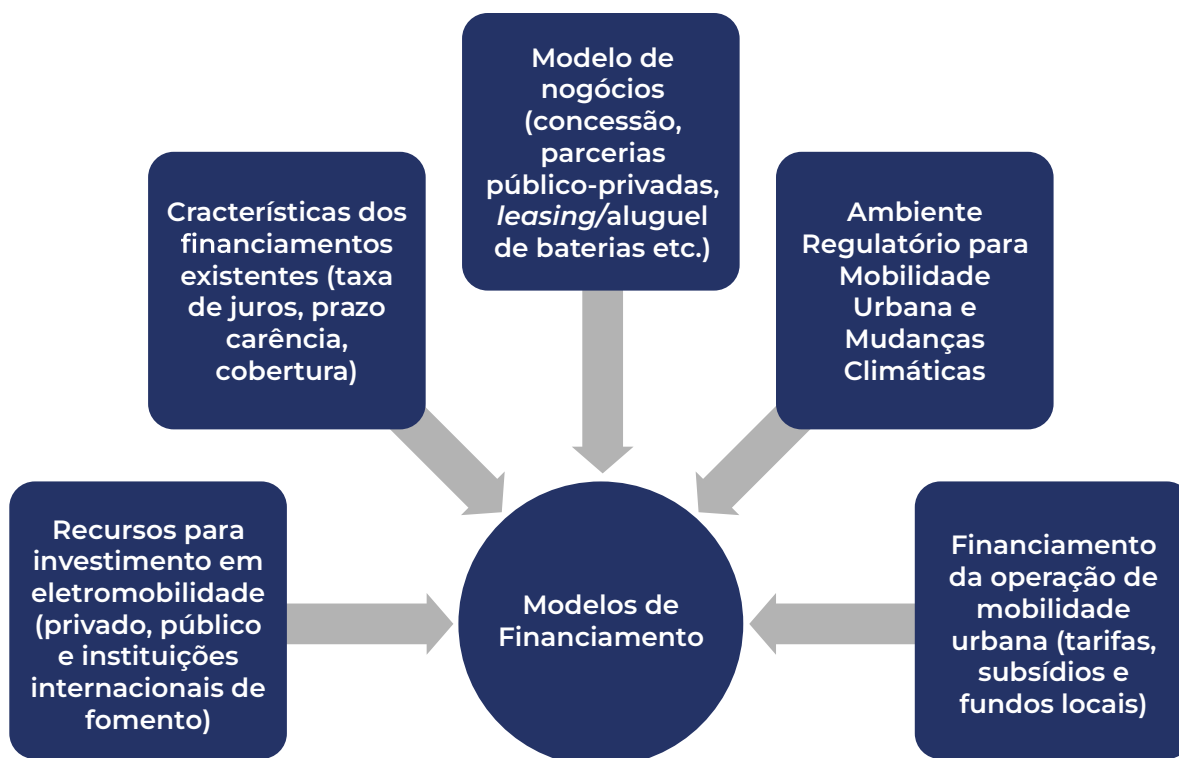 Modelo de
nogócios
(concessão,
parcerias
público-privadas,
leasing/aluguel
de baterias etc.)
Cracterísticas dos
financiamentos
existentes (taxa
de juros, prazo
carência,
cobertura)
Ambiente
Regulatório para
Mobilidade
Urbana e
Mudanças
Climáticas
Recursos para
investimento em
eletromobilidade
(privado, público
e instituições
internacionais de
fomento)
Modelos de
Financiamento
Financiamento
da operação de
mobilidade
urbana (tarifas,
subsídios e
fundos locais)